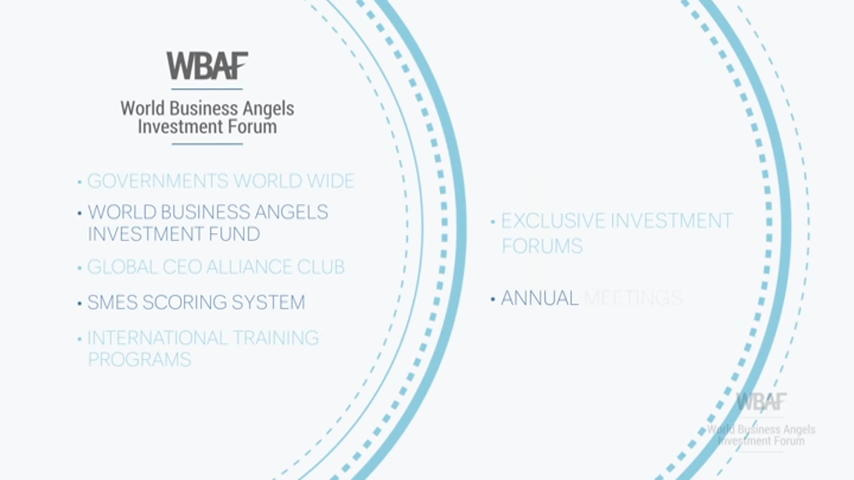 WBAF
World Business Angels
Investment Forum
• GOVERNMENTS WORLD WIDE
• WORLD BUSINESS ANGELS
INVESTMENT FUND
• GLOBAL CEO ALLIANCE CLUB
• SMES SCORING SYSTEM
• INTERNATIONAL TRAINING
PROGRAMS
• EXCLUSIVE INVESTMENT
FORUMS
• ANNUAL MEETINGS
WBAF
World Business Angels
Investment Forum